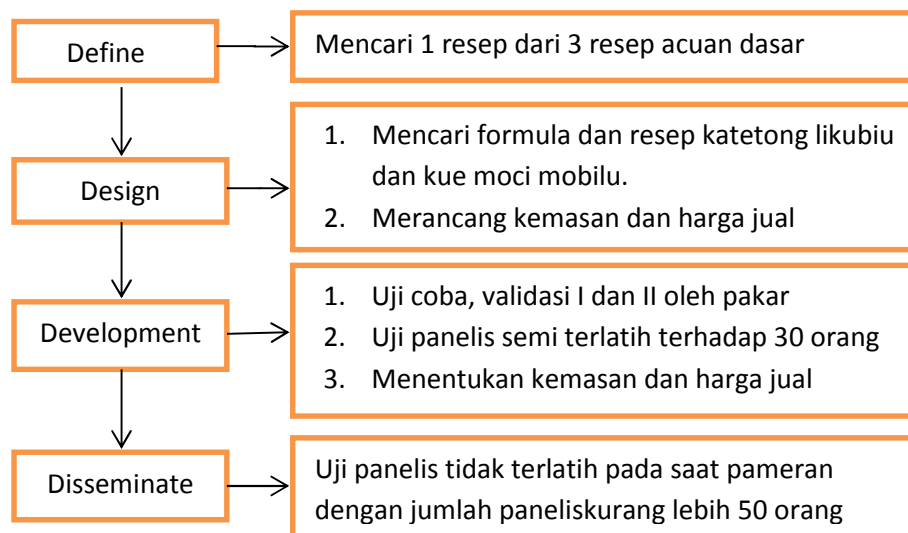 Define
Mencari 1 resep dari 3 resep acuan dasar
Design
1. Mencari formula dan resep katetong likubiu
dan kue moci mobilu.
2. Merancang kemasan dan harga jual
Development
1. Uji coba, validasi I dan II oleh pakar
2. Uji panelis semi terlatih terhadap 30 orang
3. Menentukan kemasan dan harga jual
Disseminate
Uji panelis tidak terlatih pada saat pameran
dengan jumlah paneliskurang lebih 50 orang